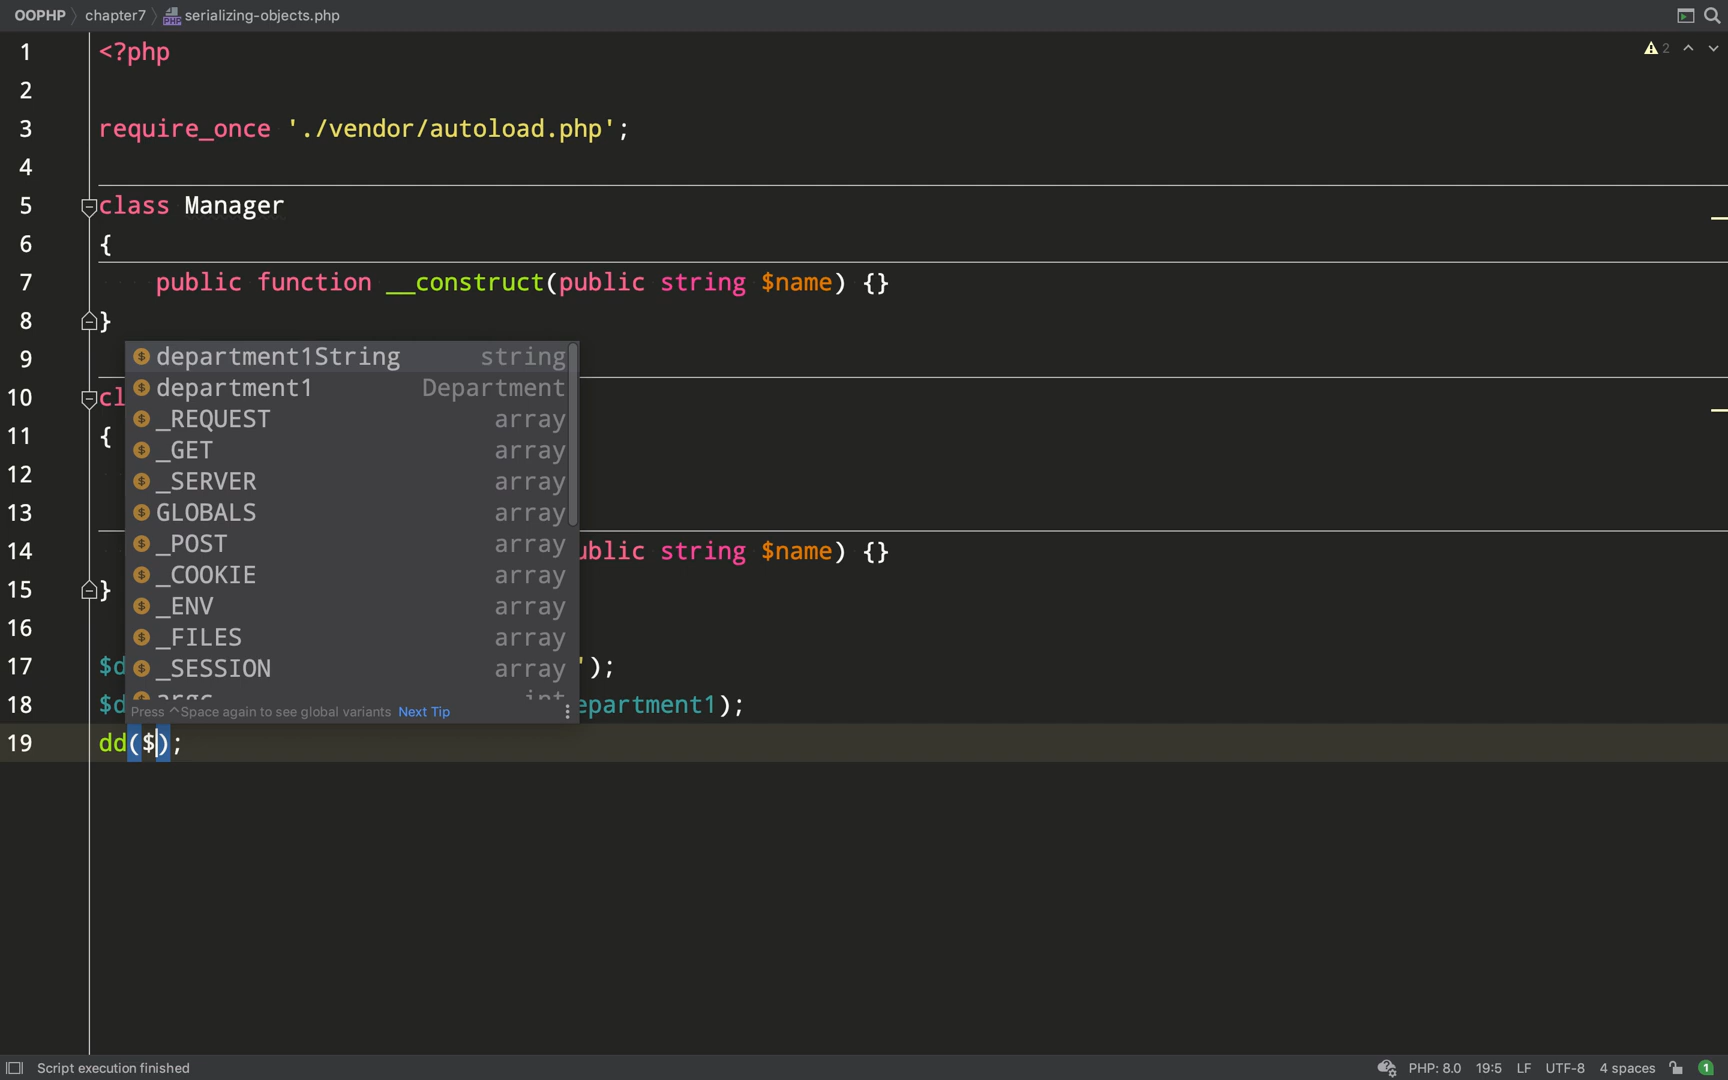 OOPHP chapter7 serializing-objects.php
2
1 <?php
2
3 require_once './vendor/autoload.php';
4
5 class Manager
6 {
7 public function __construct(public string $name) {}
8 }
9
10 cl
11 {
12
13
14 ublic string $name) {}
15 }
16
17 $d ');
18 $d epartment1);
19 dd($);
department1String string
department1 Department
_REQUEST array
_GET array
_SERVER array
GLOBALS array
_POST array
_COOKIE array
_ENV array
_FILES array
_SESSION array
argc int
Press ^Space again to see global variants Next Tip
Script execution finished PHP: 8.0 19:5 LF UTF-8 4 spaces 1